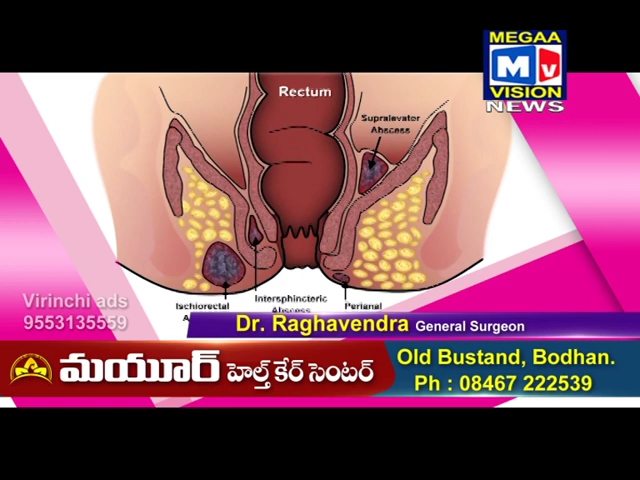 MEGAA
MV
VISION
NEWS
Rectum
Supralevator
Abscess
Ischiorectal
Intersphincteric
Abscess
Perianal
Virinchi ads
9553135559
Dr. Raghavendra General Surgeon
మయూర్ హెల్త్ కేర్ సెంటర్
Old Bustand, Bodhan.
Ph : 08467 222539